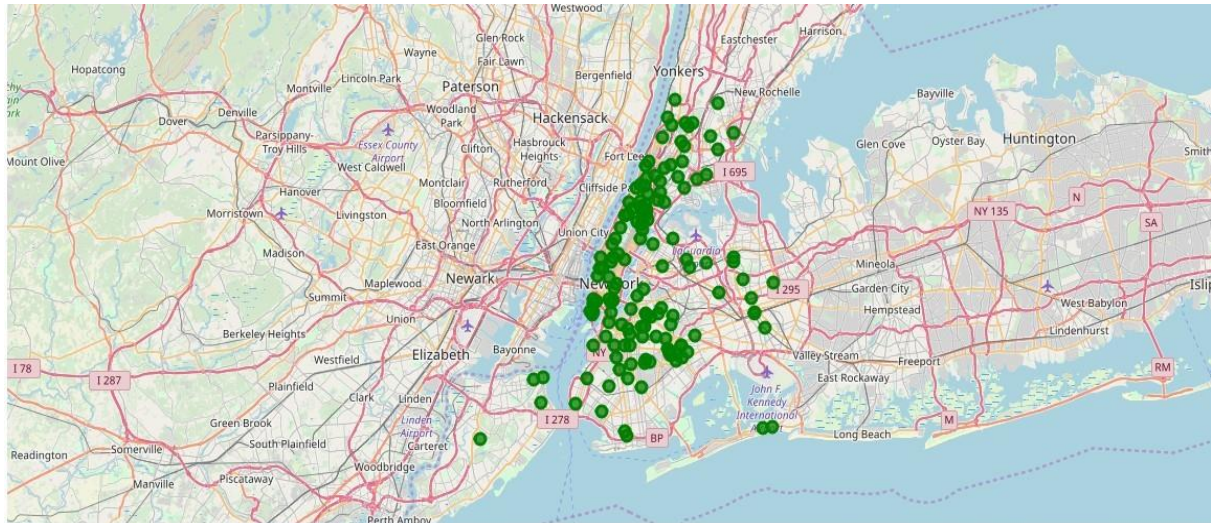 Westwood
Harrison
Eastchester
Glen Rock
Wayne
Fair Lawn
Hopatcong
Montville
Lincoln Park
Bergenfield
Yonkers
Paterson
New Rochelle
Bayville
Denville
Dover
Woodland
Park
Hackensack
Parsippany-
Troy Hills
Essex County
Airport
Clifton
Hasbrouck
Heights
Oyster Bay
Huntington
Glen Cove
Mount Olive
West Caldwell
Fort Lee
I 695
Hanover
Montclair
Rutherford
Cliffside
N
Morristown
Livingston
Bloomfield
North Arlington
NY 135
SA
Union City
Madison
East Orange
LaGuardia
Mineola
Maplewood
Newark
New York
Garden City
I 295
West Babylon
Summit
Hempstead
Union
Lindenhurst
Berkeley Heights
Bayonne
Elizabeth
NY
Valley Stream
Westfield
Freeport
I 78
I 287
RM
Plainfield
Linden
East Rockaway
Clark
John F.
Kennedy
International
Linden
Airport
Green Brook
I 278
M
South Plainfield
Carteret
BP
Long Beach
Readington
Somerville
Woodbridge
Manville
Piscataway
Perth Amboy